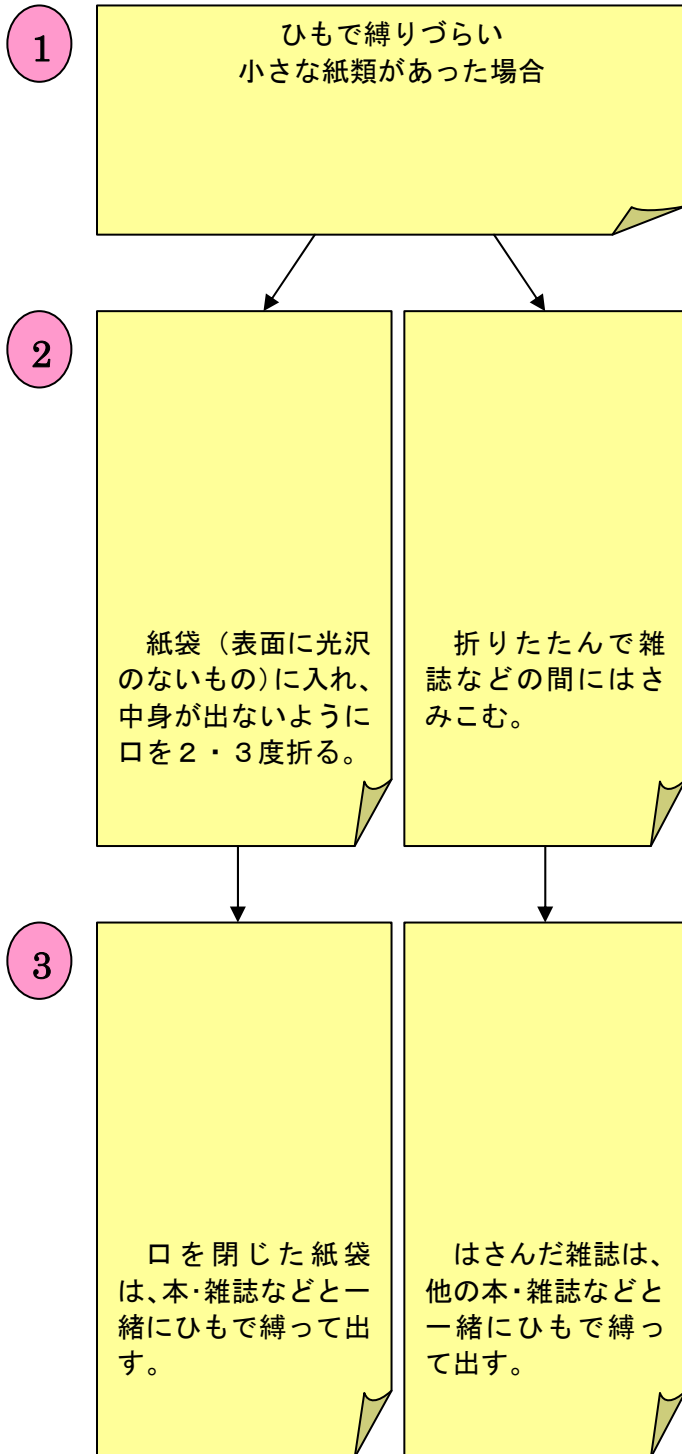 1
ひもで縛りづらい
小さな紙類があった場合
2
紙袋（表面に光沢
のないもの）に入れ、
中身が出ないように
口を２・３度折る。
折りたたんで雑
誌などの間にはさ
みこむ。
3
口を閉じた紙袋
は、本・雑誌などと一
緒にひもで縛って出
す。
はさんだ雑誌は、
他の本・雑誌などと
一緒にひもで縛っ
て出す。